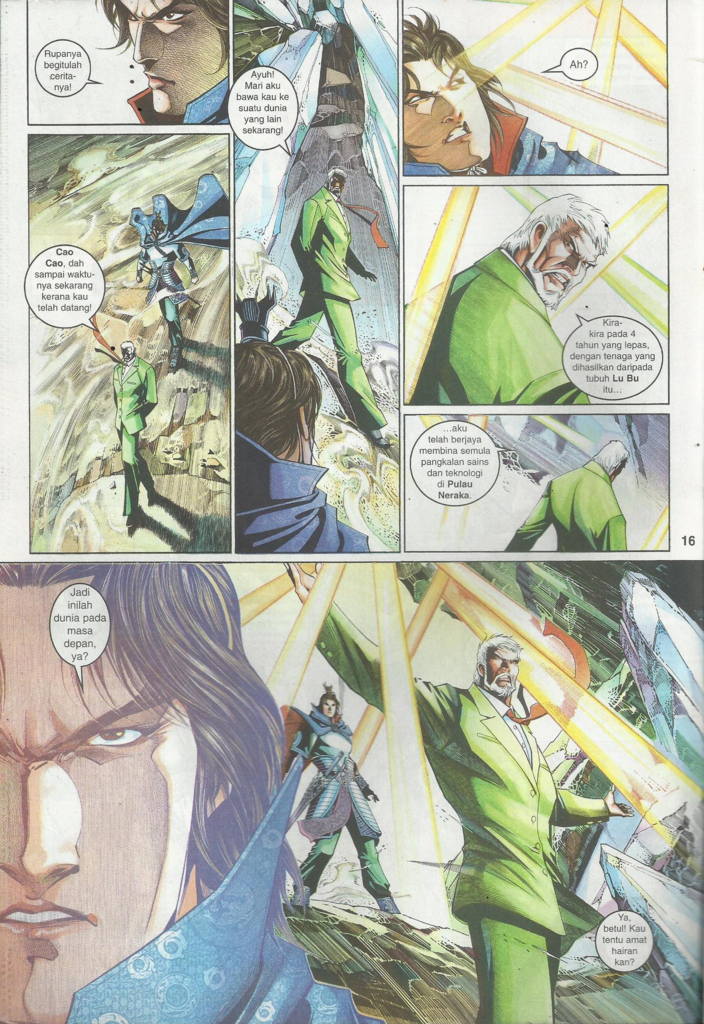 Rupanya
begitulah
cerita-
nya!
Cao
Cao, dah
sampai waktu-
nya sekarang
kerana kau
telah datang!
Ayuh!
Mari aku
bawa kau ke
suatu dunia
yang lain
sekarang!
Ah?
Kira-
kira pada 4
tahun yang lepas,
dengan tenaga yang
dihasilkan daripada
tubuh Lu Bu
itu...
...aku
telah berjaya
membina semula
pangkalan sains
dan teknologi
di Pulau
Neraka.
16
Jadi
inilah
dunia pada
masa
depan,
ya?
Ya,
betul! Kau
tentu amat
hairan
kan?